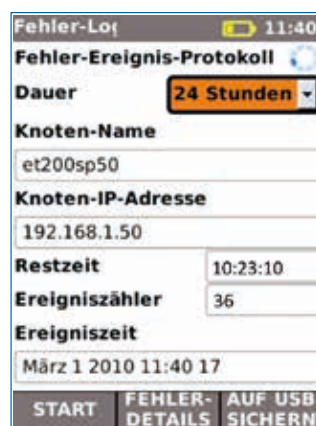 Fehler-Log 11:40
Fehler-Ereignis-Protokoll
Dauer 24 Stunden
Knoten-Name
et200sp50
Knoten-IP-Adresse
192.168.1.50
Restzeit 10:23:10
Ereigniszähler 36
Ereigniszeit
März 1 2010 11:40 17
START FEHLER-DETAILS AUF USB SICHERN